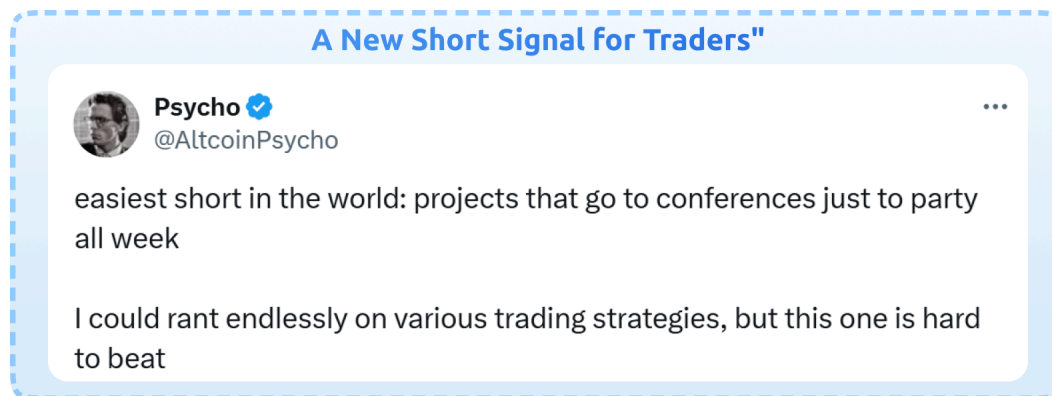 A New Short Signal for Traders"
Psycho
@AltcoinPsycho
easiest short in the world: projects that go to conferences just to party
all week
I could rant endlessly on various trading strategies, but this one is hard
to beat